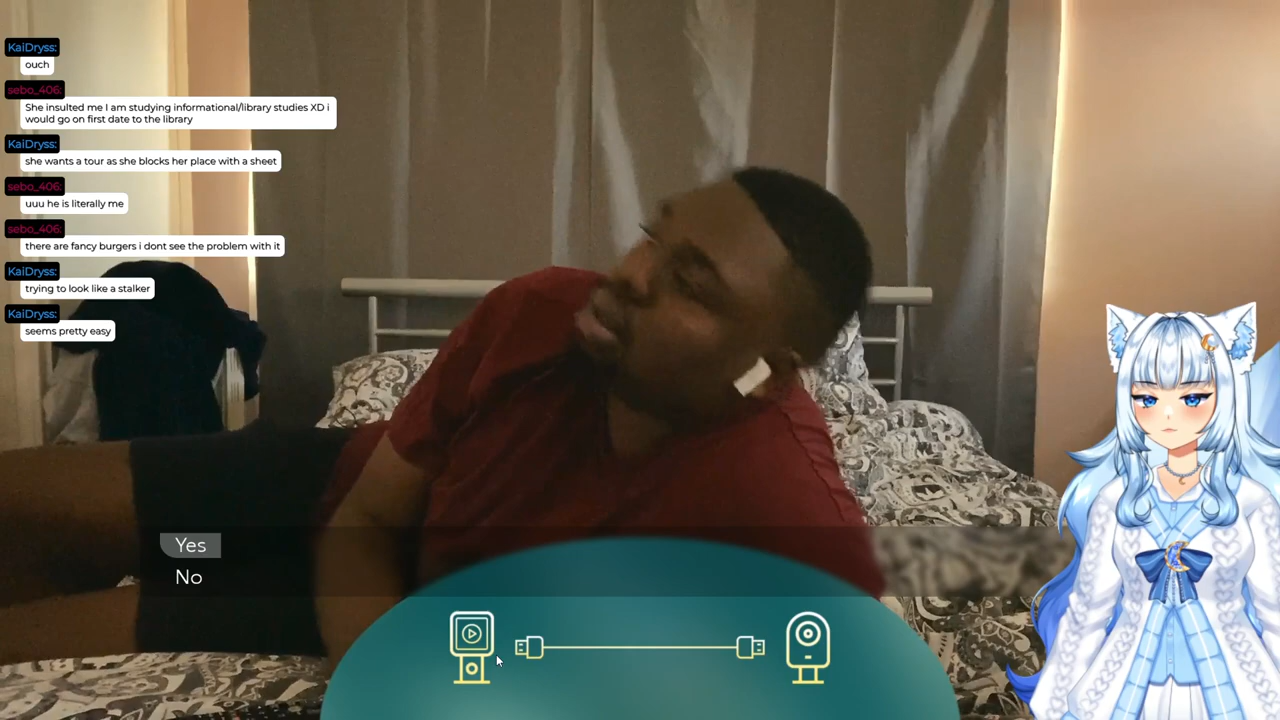 KaiDryss:
ouch
sebo_406:
She insulted me I am studying informational/library studies XD i
would go on first date to the library
KaiDryss:
she wants a tour as she blocks her place with a sheet
sebo_406:
uuu he is literally me
sebo_406:
there are fancy burgers i dont see the problem with it
KaiDryss:
trying to look like a stalker
KaiDryss:
seems pretty easy
Yes
No